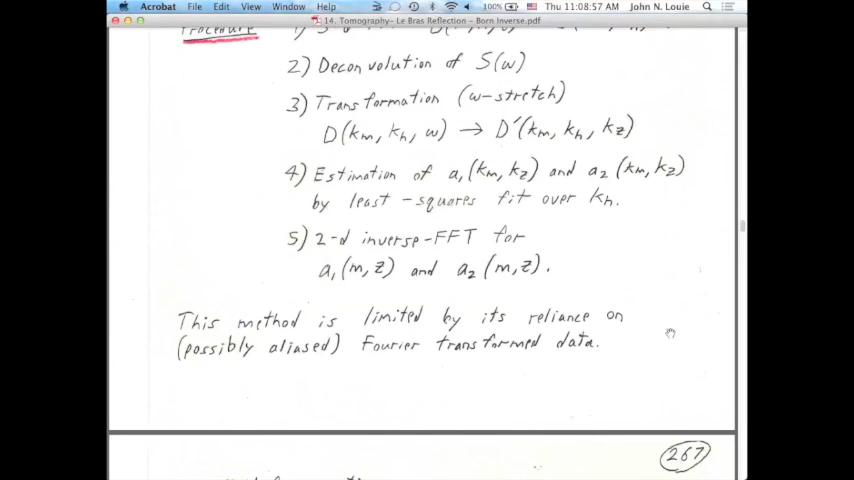 Acrobat File Edit View Window Help 100% Thu 11:08:57 AM John N. Louie
14. Tomography- Le Bras Reflection - Born Inverse.pdf
Procedure
2) Deconvolution of S(w)
3) Transformation (w-stretch)
D(km, kh, w) → D'(km, kh, kz)
4) Estimation of a1(km, kz) and a2(km, kz)
by least-squares fit over kh.
5) 2-d inverse-FFT for
a1(m, z) and a2(m, z).
This method is limited by its reliance on
(possibly aliased) Fourier transformed data.
267